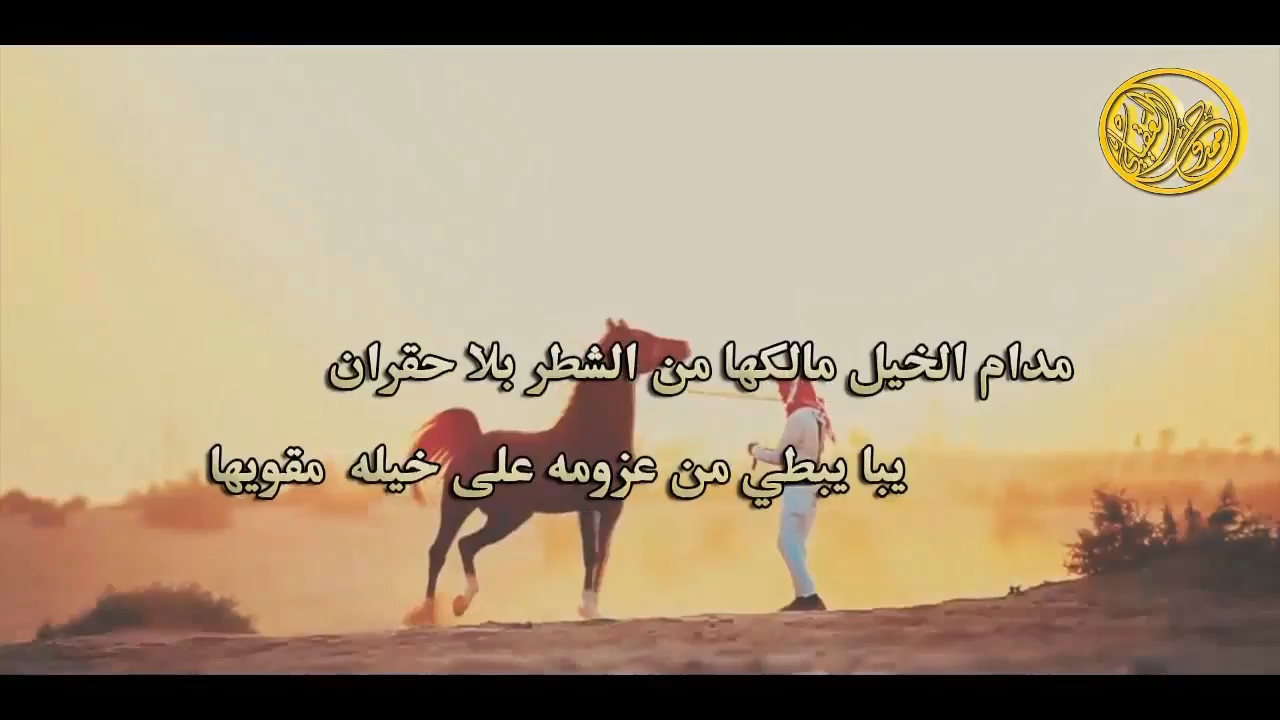 مدام الخيل مالكها من الشطر بلا حقران
يبا يبطي من عزومه على خيله مقويها